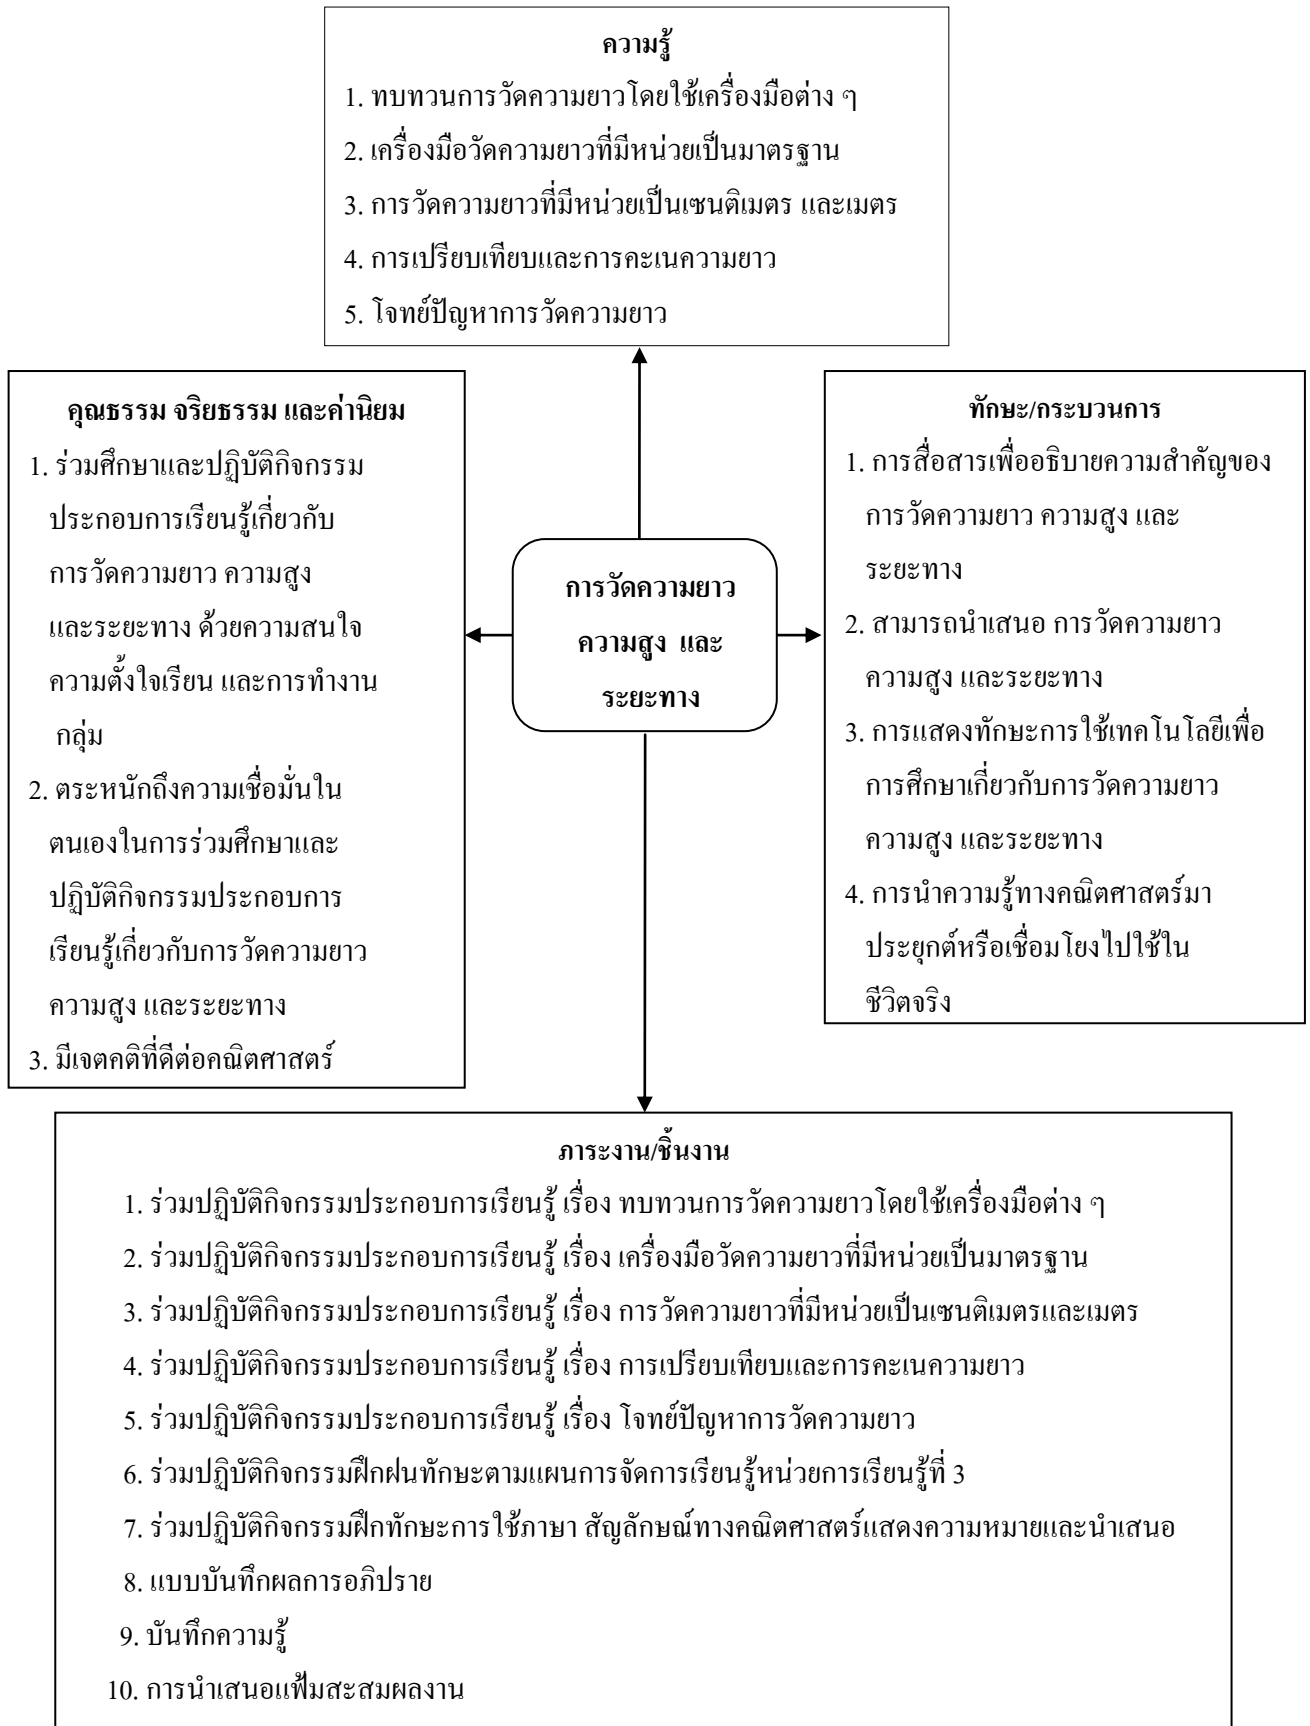 ความรู้
1. ทบทวนการวัดความยาวโดยใช้เครื่องมือต่าง ๆ
2. เครื่องมือวัดความยาวที่มีหน่วยเป็นมาตรฐาน
3. การวัดความยาวที่มีหน่วยเป็นเซนติเมตร และเมตร
4. การเปรียบเทียบและการคะเนความยาว
5. โจทย์ปัญหาการวัดความยาว
คุณธรรม จริยธรรม และค่านิยม
1. ร่วมศึกษาและปฏิบัติกิจกรรม
ประกอบการเรียนรู้เกี่ยวกับ
การวัดความยาว ความสูง
และระยะทาง ด้วยความสนใจ
ความตั้งใจเรียน และการทำงาน
กลุ่ม
2. ตระหนักถึงความเชื่อมั่นใน
ตนเองในการร่วมศึกษาและ
ปฏิบัติกิจกรรมประกอบการ
เรียนรู้เกี่ยวกับการวัดความยาว
ความสูง และระยะทาง
3. มีเจตคติที่ดีต่อคณิตศาสตร์
การวัดความยาว
ความสูง และ
ระยะทาง
ทักษะ/กระบวนการ
1. การสื่อสารเพื่ออธิบายความสำคัญของ
การวัดความยาว ความสูง และ
ระยะทาง
2. สามารถนำเสนอ การวัดความยาว
ความสูง และระยะทาง
3. การแสดงทักษะการใช้เทคโนโลยีเพื่อ
การศึกษาเกี่ยวกับการวัดความยาว
ความสูง และระยะทาง
4. การนำความรู้ทางคณิตศาสตร์มา
ประยุกต์หรือเชื่อมโยงไปใช้ใน
ชีวิตจริง
ภาระงาน/ชิ้นงาน
1. ร่วมปฏิบัติกิจกรรมประกอบการเรียนรู้ เรื่อง ทบทวนการวัดความยาวโดยใช้เครื่องมือต่าง ๆ
2. ร่วมปฏิบัติกิจกรรมประกอบการเรียนรู้ เรื่อง เครื่องมือวัดความยาวที่มีหน่วยเป็นมาตรฐาน
3. ร่วมปฏิบัติกิจกรรมประกอบการเรียนรู้ เรื่อง การวัดความยาวที่มีหน่วยเป็นเซนติเมตรและเมตร
4. ร่วมปฏิบัติกิจกรรมประกอบการเรียนรู้ เรื่อง การเปรียบเทียบและการคะเนความยาว
5. ร่วมปฏิบัติกิจกรรมประกอบการเรียนรู้ เรื่อง โจทย์ปัญหาการวัดความยาว
6. ร่วมปฏิบัติกิจกรรมฝึกฝนทักษะตามแผนการจัดการเรียนรู้หน่วยการเรียนรู้ที่ 3
7. ร่วมปฏิบัติกิจกรรมฝึกทักษะการใช้ภาษา สัญลักษณ์ทางคณิตศาสตร์แสดงความหมายและนำเสนอ
8. แบบบันทึกผลการอภิปราย
9. บันทึกความรู้
10. การนำเสนอแฟ้มสะสมผลงาน